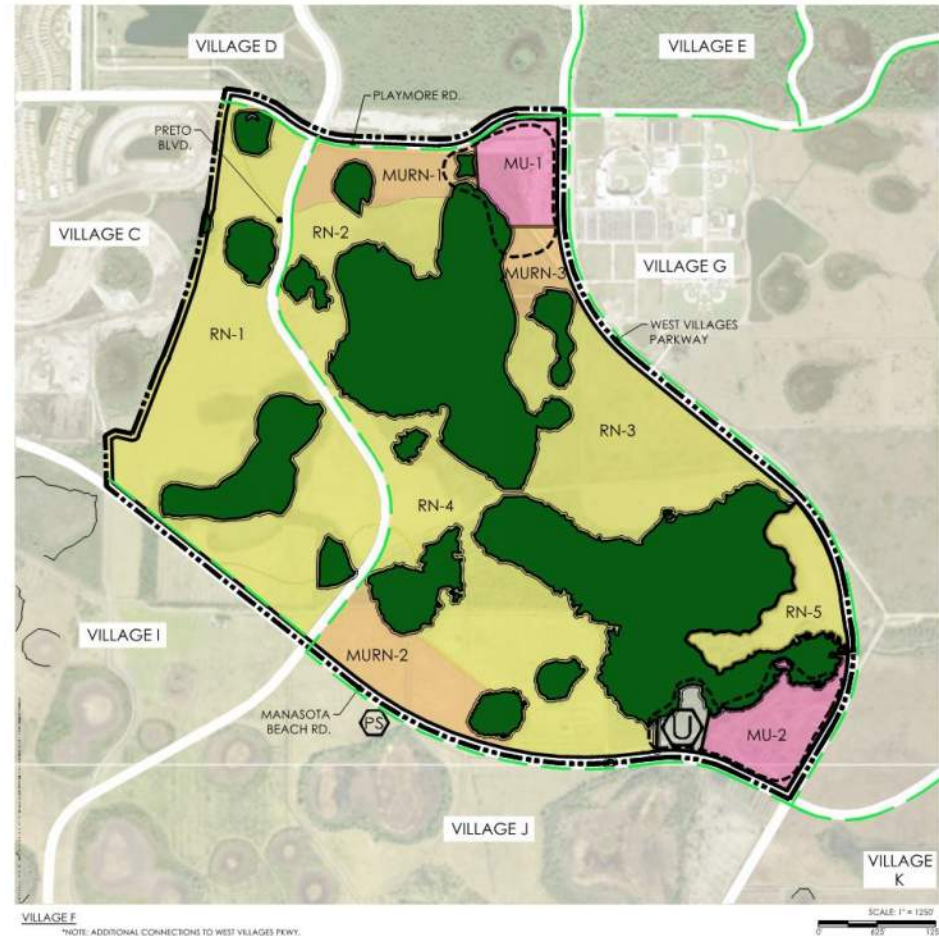 VILLAGE D
VILLAGE E
PLAYMORE RD.
PRETO
BLVD.
MURN-1
MU-1
VILLAGE C
RN-2
VILLAGE G
MURN-3
RN-1
WEST VILLAGES
PARKWAY
RN-3
RN-4
RN-5
VILLAGE I
MURN-2
MANASOTA
BEACH RD.
PS
U
MU-2
VILLAGE J
VILLAGE
K
VILLAGE F
*NOTE: ADDITIONAL CONNECTIONS TO WEST VILLAGES PKWY.
SCALE: 1" = 1250'
0 625 125